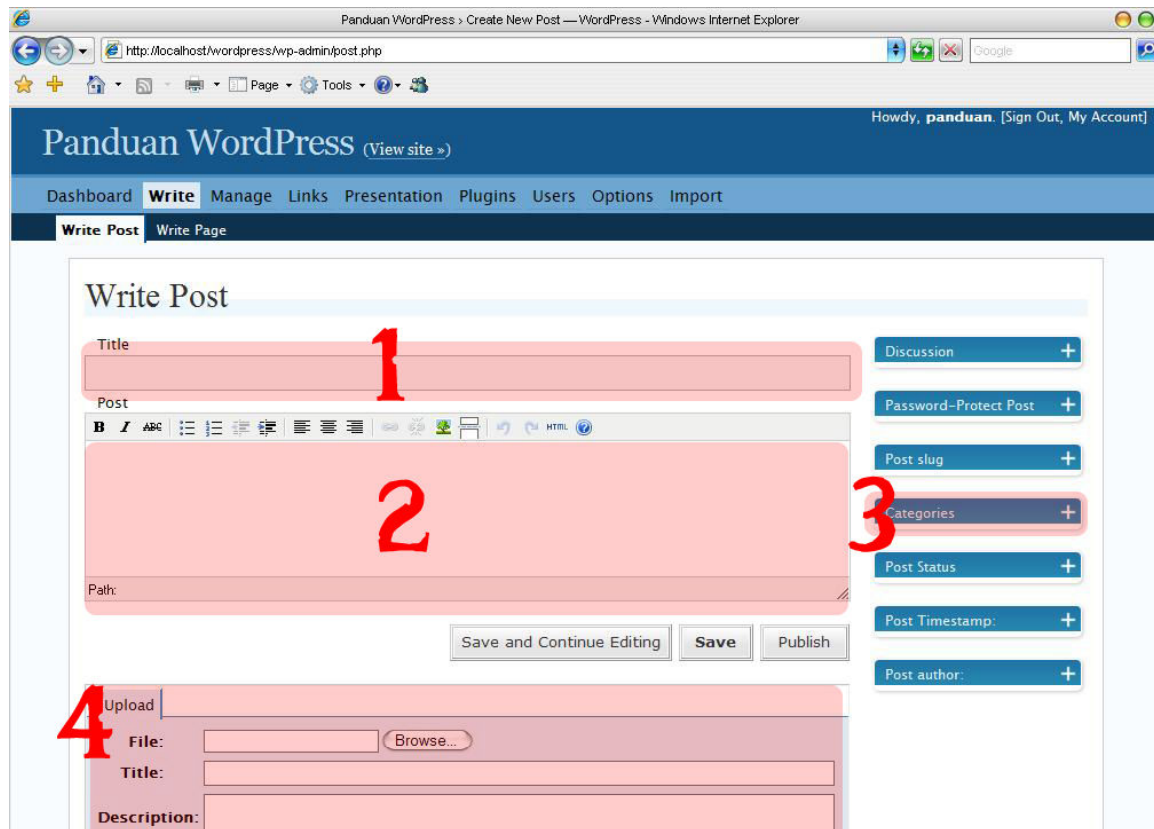 Panduan WordPress › Create New Post — WordPress - Windows Internet Explorer
http://localhost/wordpress/wp-admin/post.php
Google
Page Tools
Howdy, panduan. [Sign Out, My Account]
Panduan WordPress (View site »)
Dashboard Write Manage Links Presentation Plugins Users Options Import
Write Post Write Page
Write Post
Title
1
Post
B I ABC HTML
2
Path:
Save and Continue Editing Save Publish
Discussion
Password-Protect Post
Post slug
3
Categories
Post Status
Post Timestamp:
Post author:
4
Upload
File: Browse...
Title:
Description: